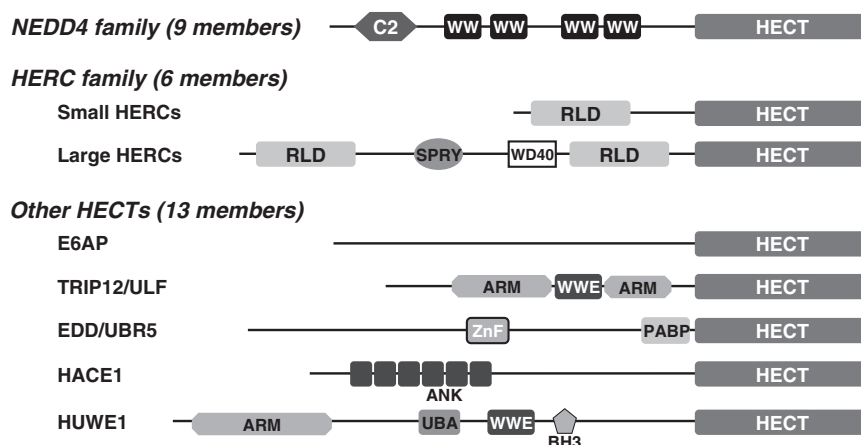 NEDD4 family (9 members) C2 WW WW WW WW HECT
HERC family (6 members)
Small HERCs RLD HECT
Large HERCs RLD SPRY WD40 RLD HECT
Other HECTs (13 members)
E6AP HECT
TRIP12/ULF ARM WWE ARM HECT
EDD/UBR5 ZnF PABP HECT
HACE1 HECT
ANK
HUWE1 ARM UBA WWE HECT
BH3